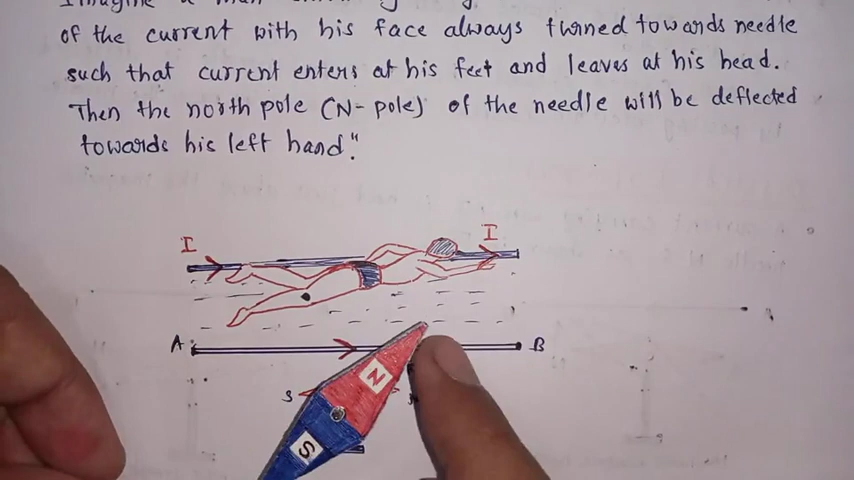 of the current with his face always turned towards needle
such that current enters at his feet and leaves at his head.
Then the north pole (N-pole) of the needle will be deflected
towards his left hand".
I
I
A
B
S
N
S